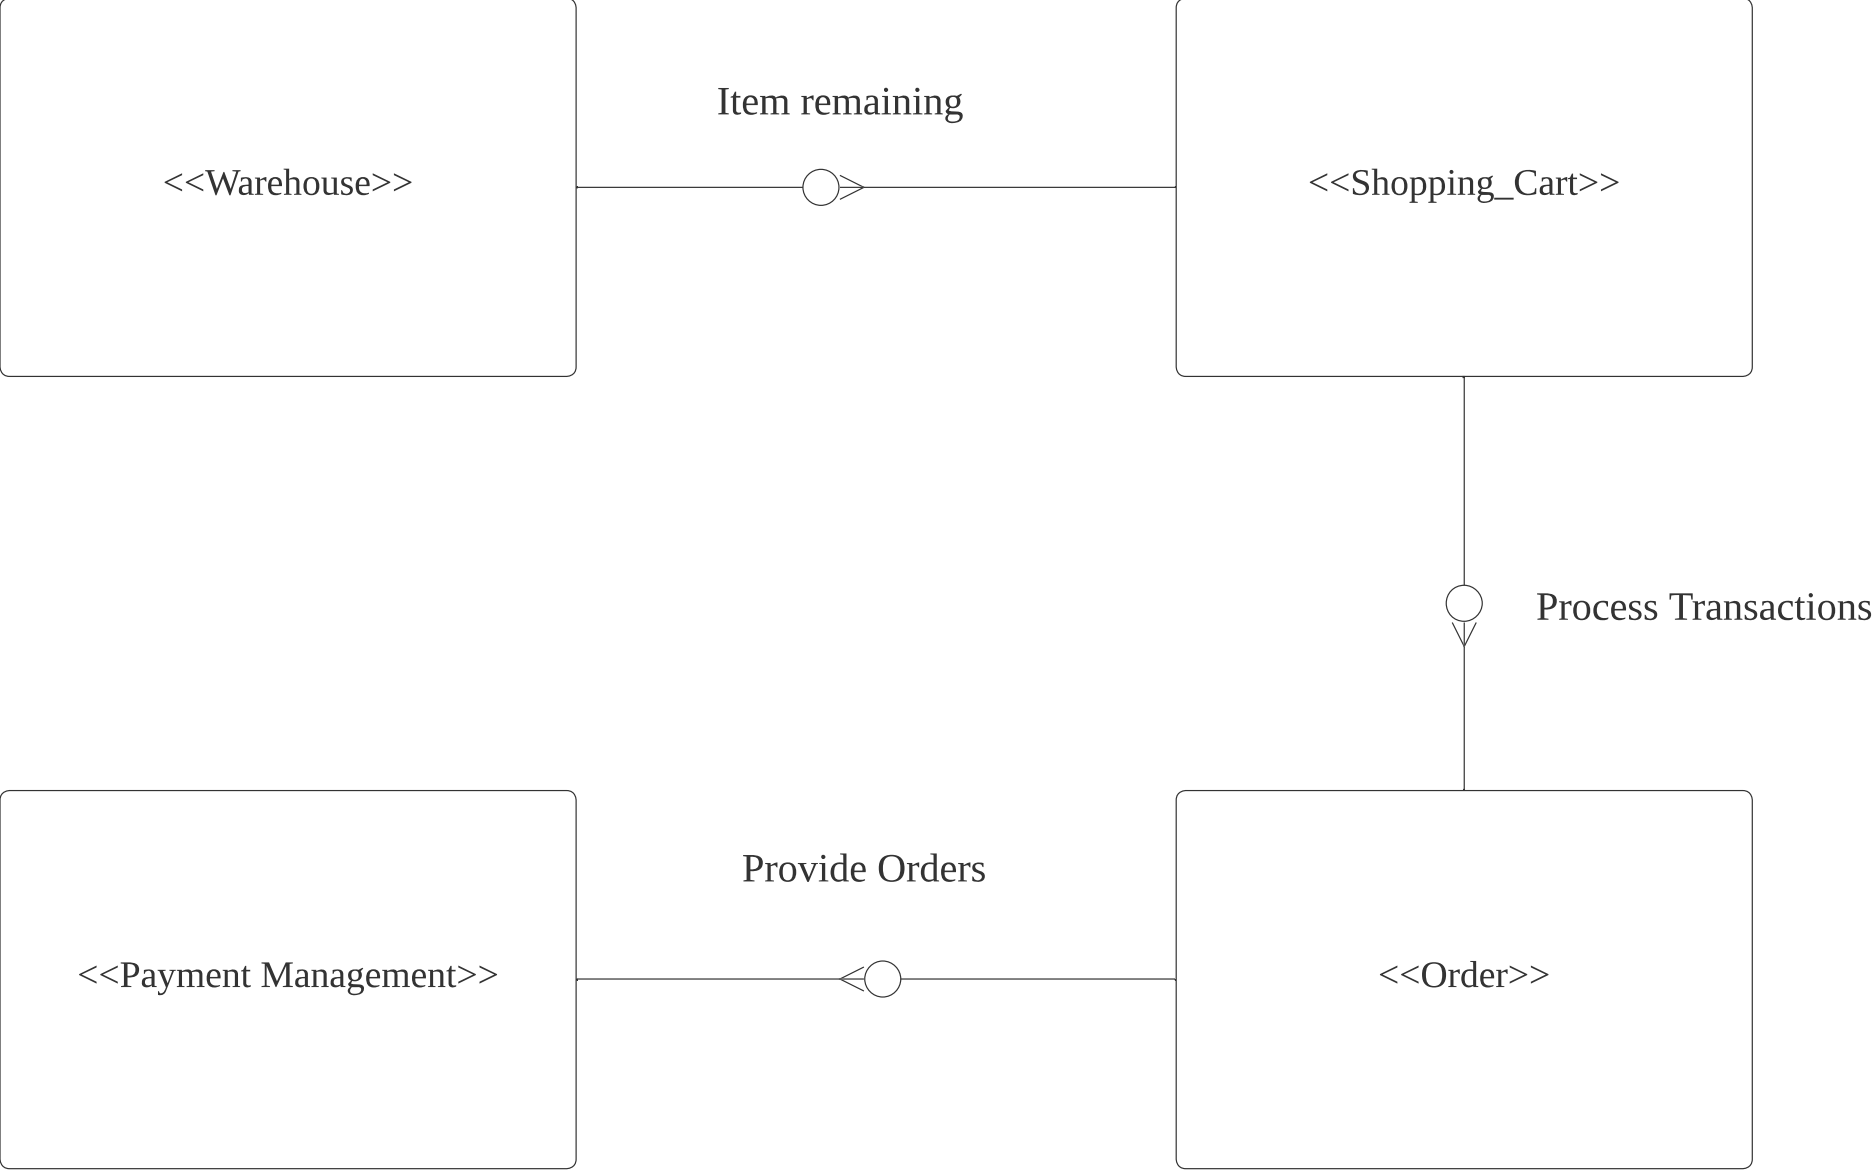 Item remaining
<<Warehouse>>
<<Shopping_Cart>>
Process Transactions
Provide Orders
<<Payment Management>>
<<Order>>